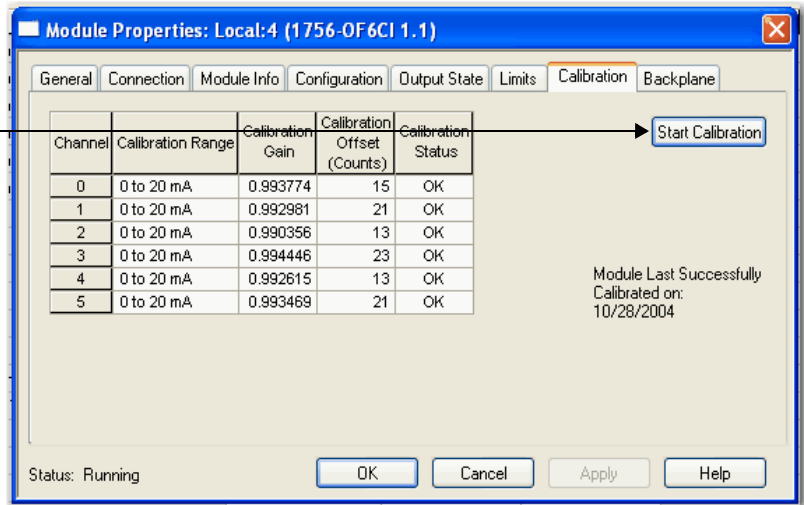 Module Properties: Local:4 (1756-OF6CI 1.1)
General Connection Module Info Configuration Output State Limits Calibration Backplane
Channel Calibration Range Calibration Gain Calibration Offset (Counts) Calibration Status
Start Calibration
0 0 to 20 mA 0.993774 15 OK
1 0 to 20 mA 0.992981 21 OK
2 0 to 20 mA 0.990356 13 OK
3 0 to 20 mA 0.994446 23 OK
4 0 to 20 mA 0.992615 13 OK
5 0 to 20 mA 0.993469 21 OK
Module Last Successfully
Calibrated on:
10/28/2004
Status: Running
OK Cancel Apply Help